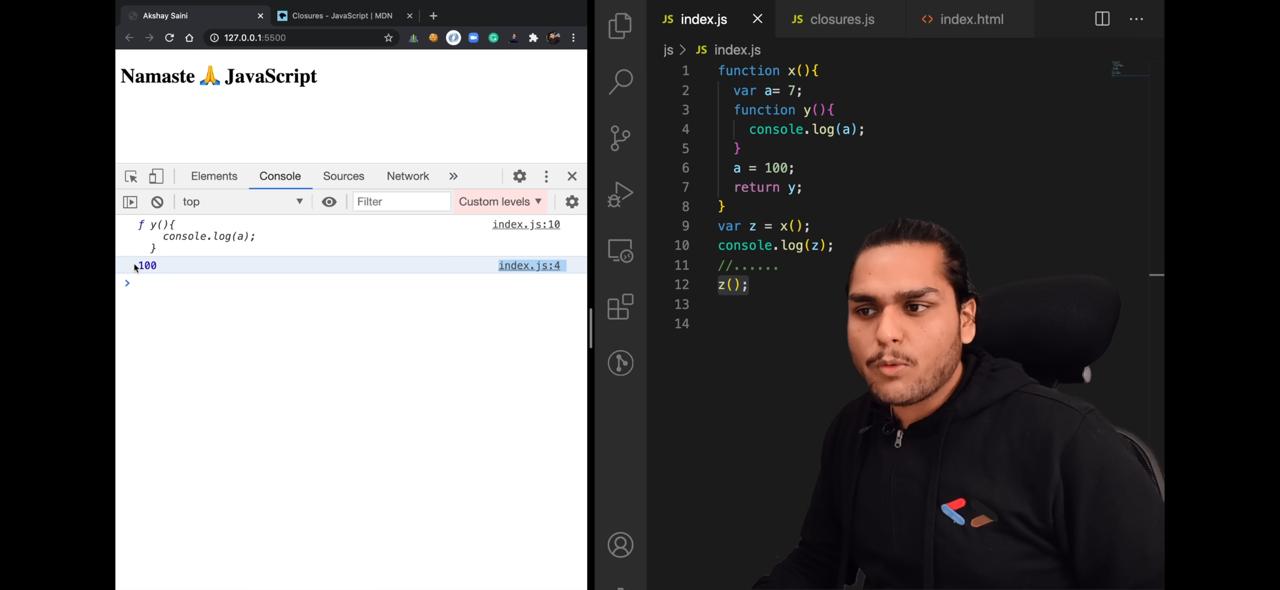 Akshay Saini
Closures - JavaScript | MDN
127.0.0.1:5500
Namaste 🙏 JavaScript
Elements Console Sources Network »
top Filter Custom levels ▼
f y(){ index.js:10
console.log(a);
}
100 index.js:4
>
JS index.js JS closures.js <> index.html
js > JS index.js
1 function x(){
2 var a= 7;
3 function y(){
4 console.log(a);
5 }
6 a = 100;
7 return y;
8 }
9 var z = x();
10 console.log(z);
11 //......
12 z();
13
14